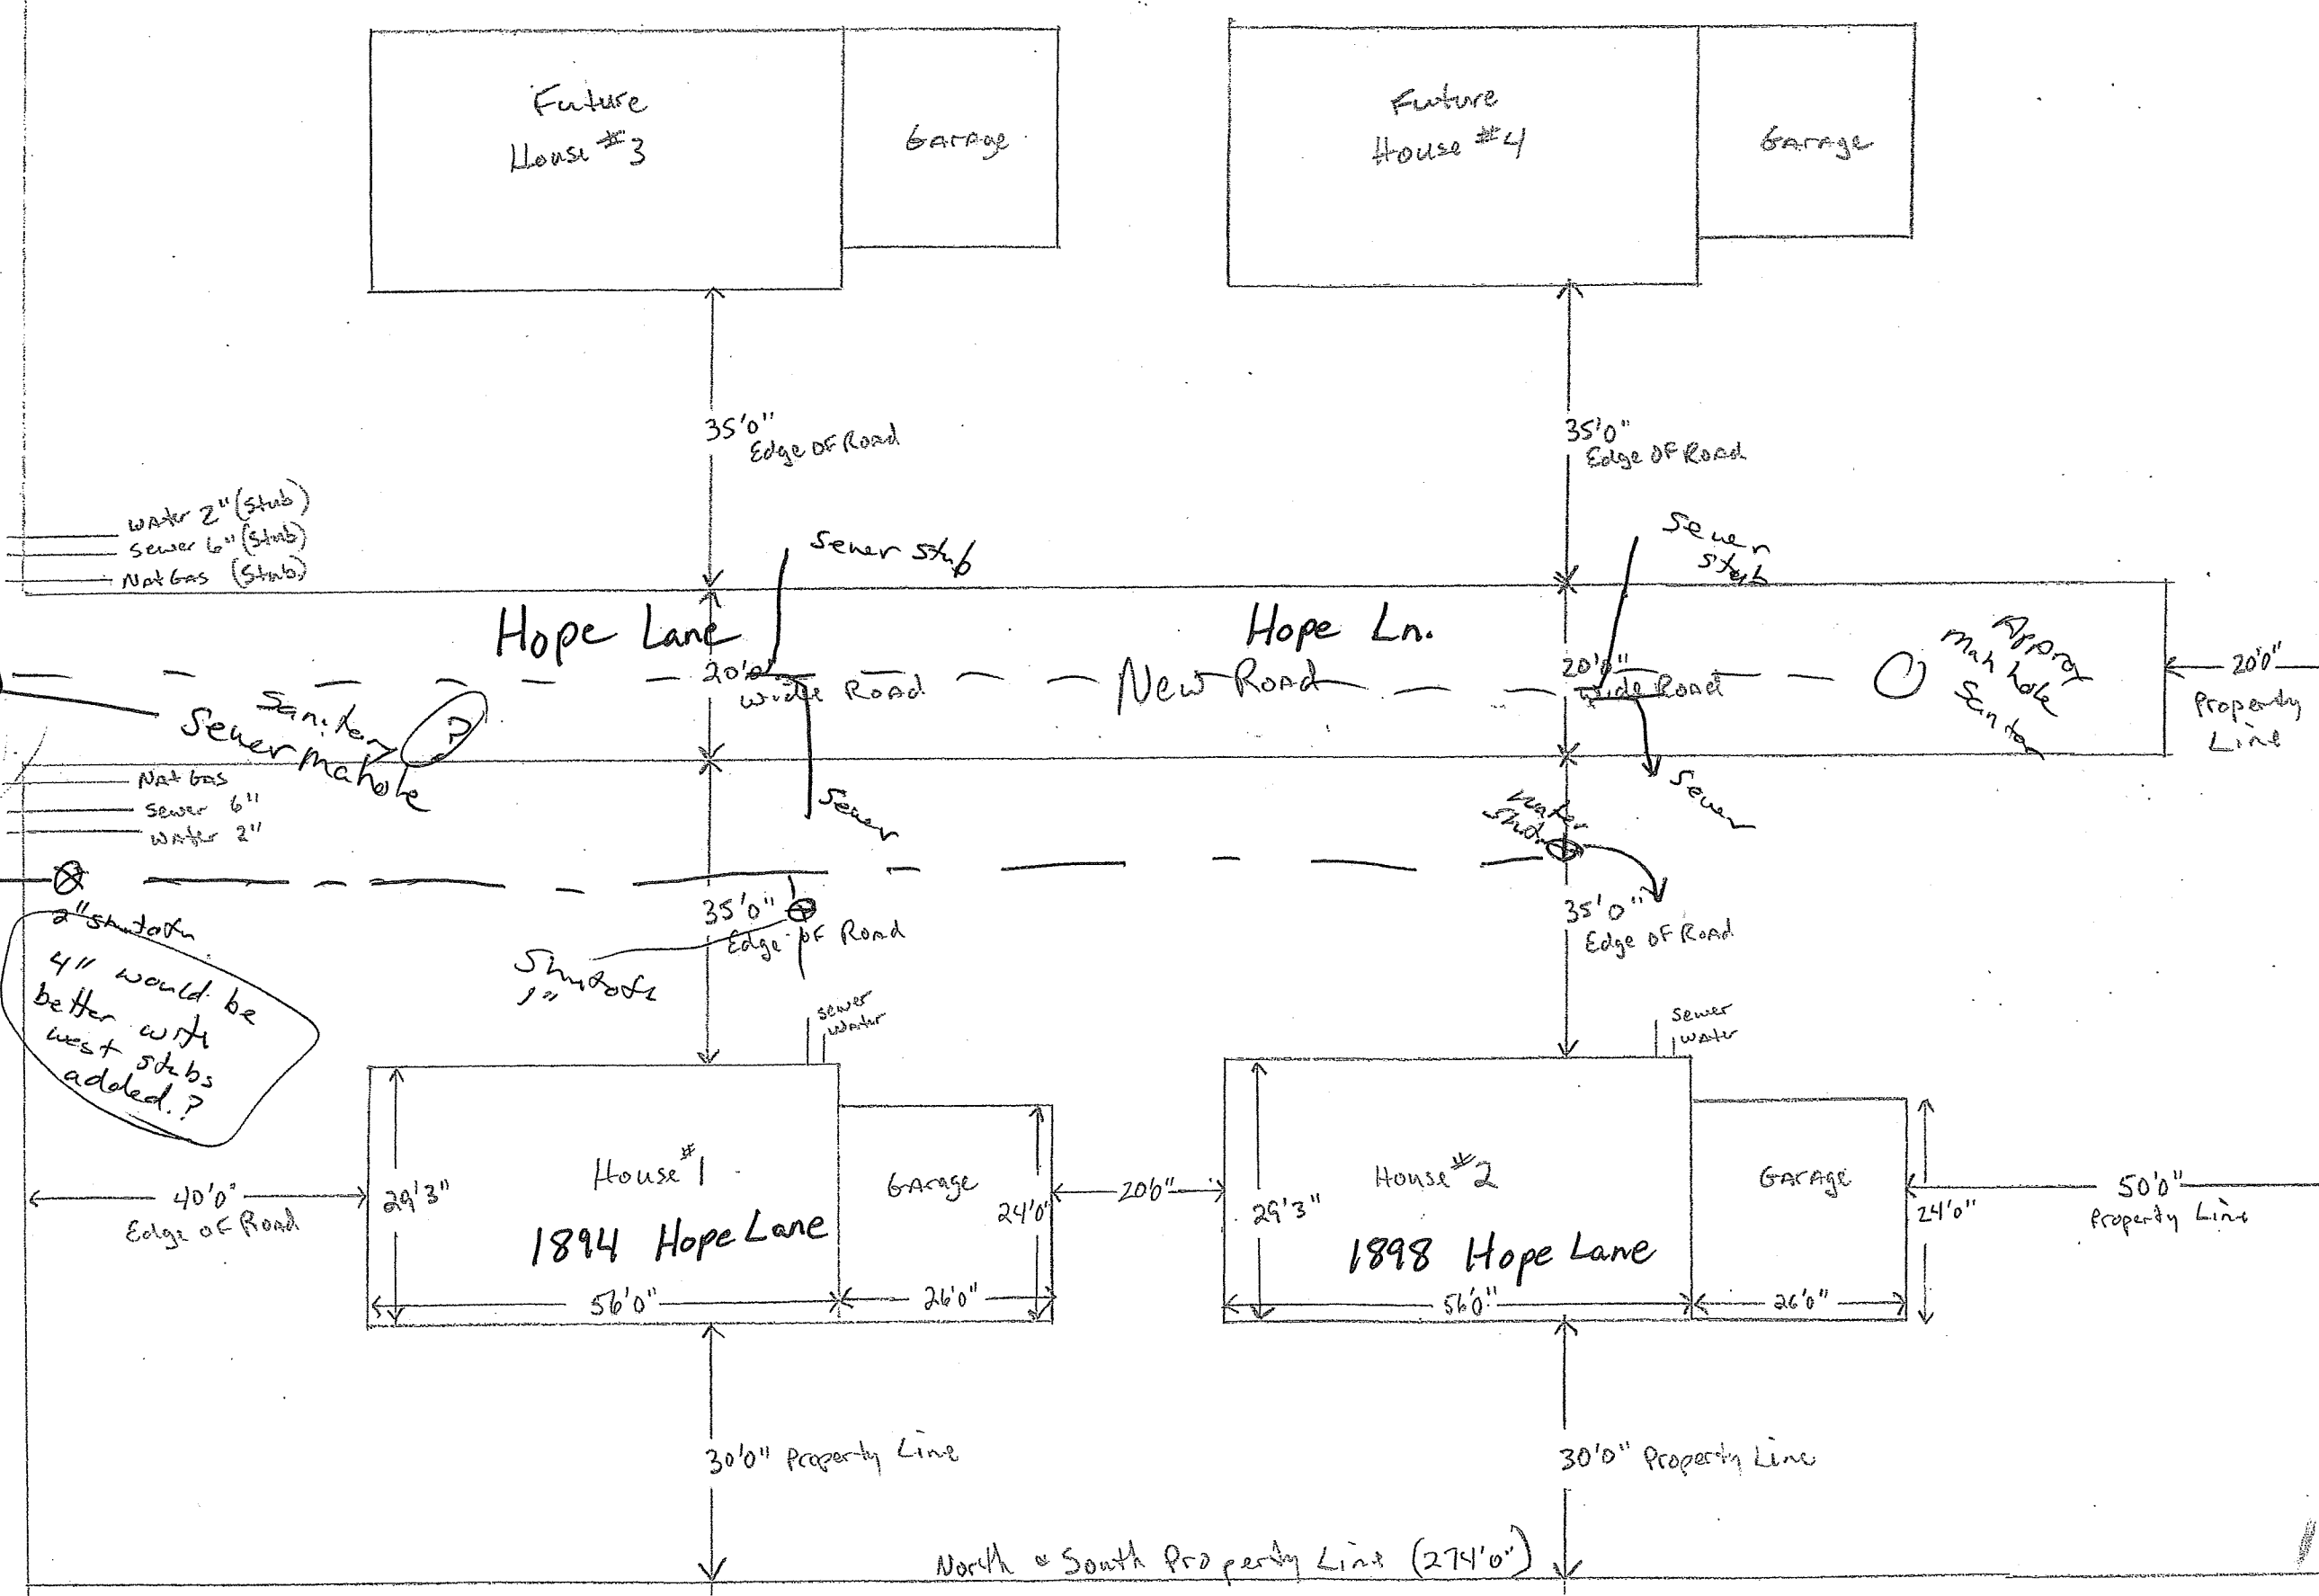 Future
House #3
Garage
Future
House #4
Garage
35'0"
Edge of Road
35'0"
Edge of Road
Water 2" (Stub)
Sewer 6" (Stub)
Nat Gas (Stub)
Sewer Stub
Sewer
Stub
Hope Lane
Hope Ln.
20'0"
Wide Road
New Road
20'0"
Wide Road
Approx
Manhole
20'0"
Property
Line
Sewer Mahole
?
Nat Gas
Sewer 6"
Water 2"
Sewer
Water
Sewer
2"
35'0"
Edge of Road
35'0"
Edge of Road
1"
4" would be
better with
west stubs
added.?
Sewer
Water
Sewer
Water
House #1
Garage
House #2
Garage
40'0"
Edge of Road
29'3"
24'0"
20'0"
29'3"
24'0"
50'0"
Property Line
1894 Hope Lane
1898 Hope Lane
56'0"
26'0"
56'0"
26'0"
30'0" Property Line
30'0" Property Line
North & South Property Line (274'0")